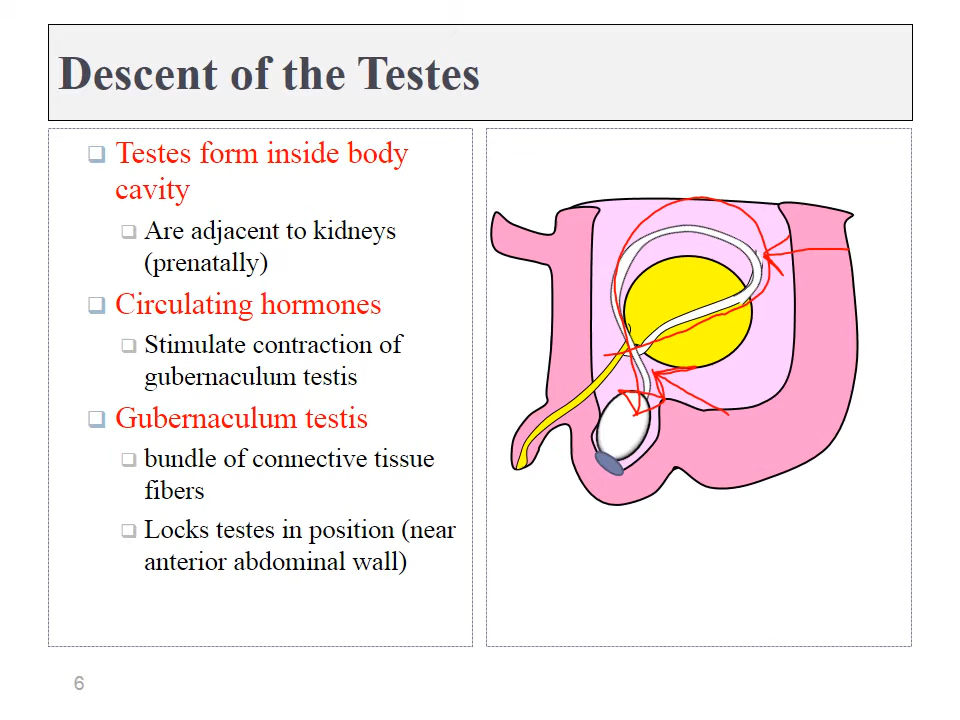 Descent of the Testes
Testes form inside body
cavity
Are adjacent to kidneys
(prenatally)
Circulating hormones
Stimulate contraction of
gubernaculum testis
Gubernaculum testis
bundle of connective tissue
fibers
Locks testes in position (near
anterior abdominal wall)
6